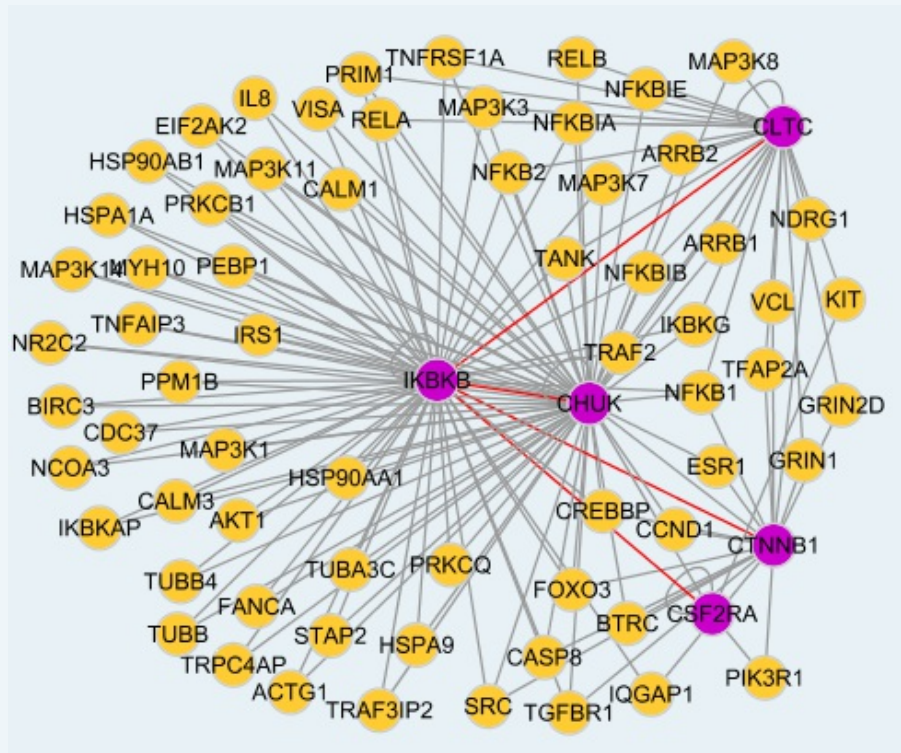 TNFRSF1A
RELB
MAP3K8
PRIM1
NFKBIE
IL8
VISA
RELA
MAP3K3
NFKBIA
CLTC
EIF2AK2
HSP90AB1
MAP3K11
CALM1
NFKB2
MAP3K7
ARRB2
HSPA1A
PRKCB1
NDRG1
MAP3K14
MYH10
PEBP1
TANK
NFKBIB
ARRB1
VCL
KIT
NR2C2
TNFAIP3
IRS1
IKBKG
TRAF2
TFAP2A
PPM1B
IKBKB
CHUK
NFKB1
GRIN2D
BIRC3
CDC37
NCOA3
MAP3K1
HSP90AA1
ESR1
GRIN1
IKBKAP
CALM3
AKT1
CREBBP
CCND1
CTNNB1
TUBB4
TUBA3C
PRKCQ
FOXO3
CSF2RA
FANCA
TUBB
STAP2
HSPA9
CASP8
BTRC
TRPC4AP
ACTG1
TRAF3IP2
SRC
TGFBR1
IQGAP1
PIK3R1